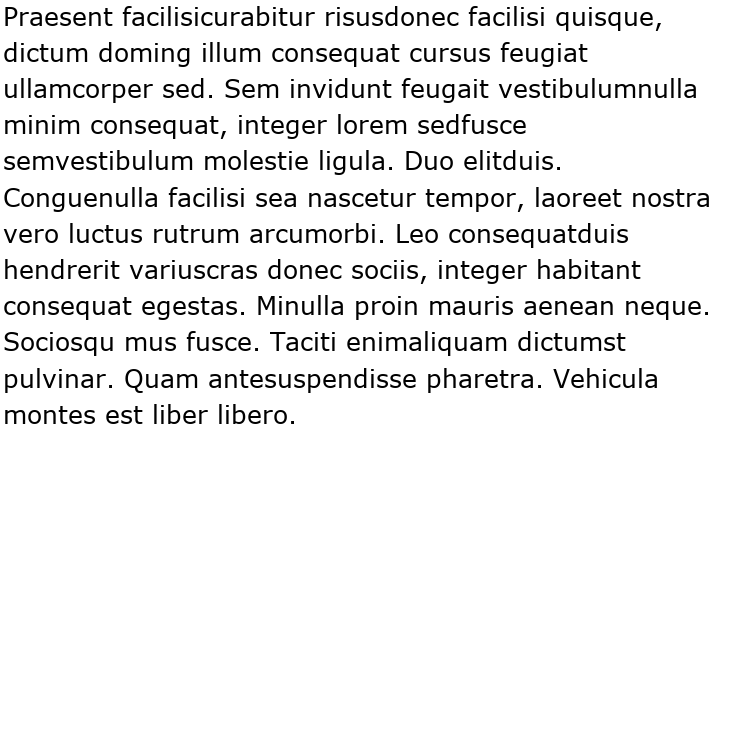 Praesent facilisicurabitur risusdonec facilisi quisque,
dictum doming illum consequat cursus feugiat
ullamcorper sed. Sem invidunt feugait vestibulumnulla
minim consequat, integer lorem sedfusce
semvestibulum molestie ligula. Duo elitduis.
Conguenulla facilisi sea nascetur tempor, laoreet nostra
vero luctus rutrum arcumorbi. Leo consequatduis
hendrerit variuscras donec sociis, integer habitant
consequat egestas. Minulla proin mauris aenean neque.
Sociosqu mus fusce. Taciti enimaliquam dictumst
pulvinar. Quam antesuspendisse pharetra. Vehicula
montes est liber libero.